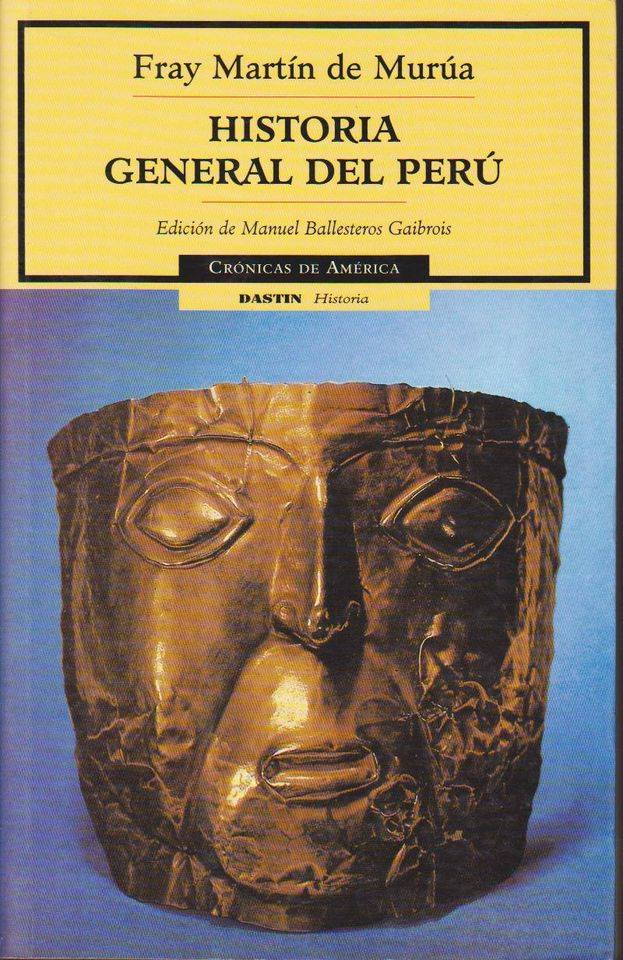 Fray Martín de Murúa
HISTORIA
GENERAL DEL PERÚ
Edición de Manuel Ballesteros Gaibrois
CRÓNICAS DE AMÉRICA
DASTIN Historia